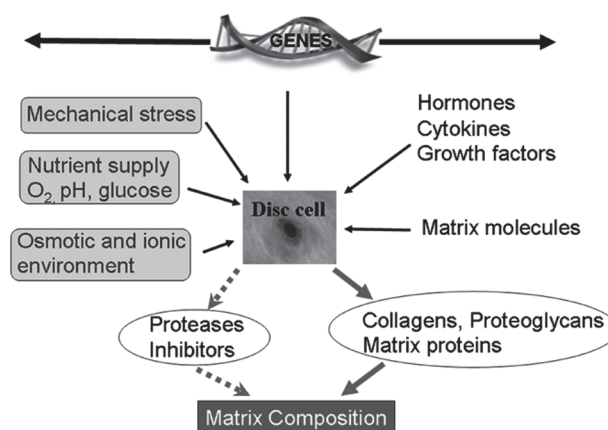 GENES
Mechanical stress
Hormones
Cytokines
Growth factors
Nutrient supply
O2, pH, glucose
Disc cell
Matrix molecules
Osmotic and ionic
environment
Proteases
Inhibitors
Collagens, Proteoglycans
Matrix proteins
Matrix Composition